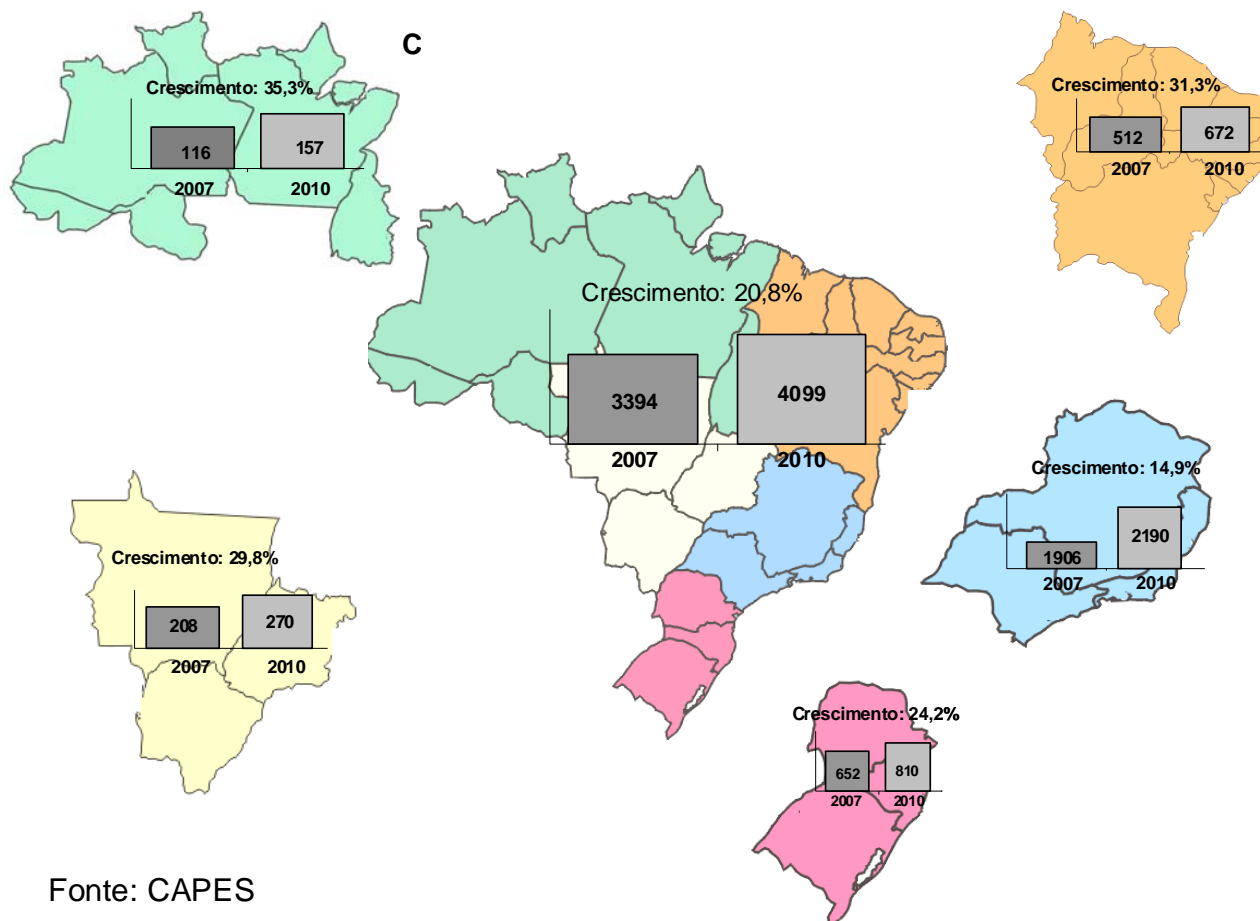 C
Crescimento: 35,3%
116 157
2007 2010
Crescimento: 31,3%
512 672
2007 2010
Crescimento: 20,8%
3394 4099
2007 2010
Crescimento: 14,9%
1906 2190
2007 2010
Crescimento: 29,8%
208 270
2007 2010
Crescimento: 24,2%
652 810
2007 2010
Fonte: CAPES